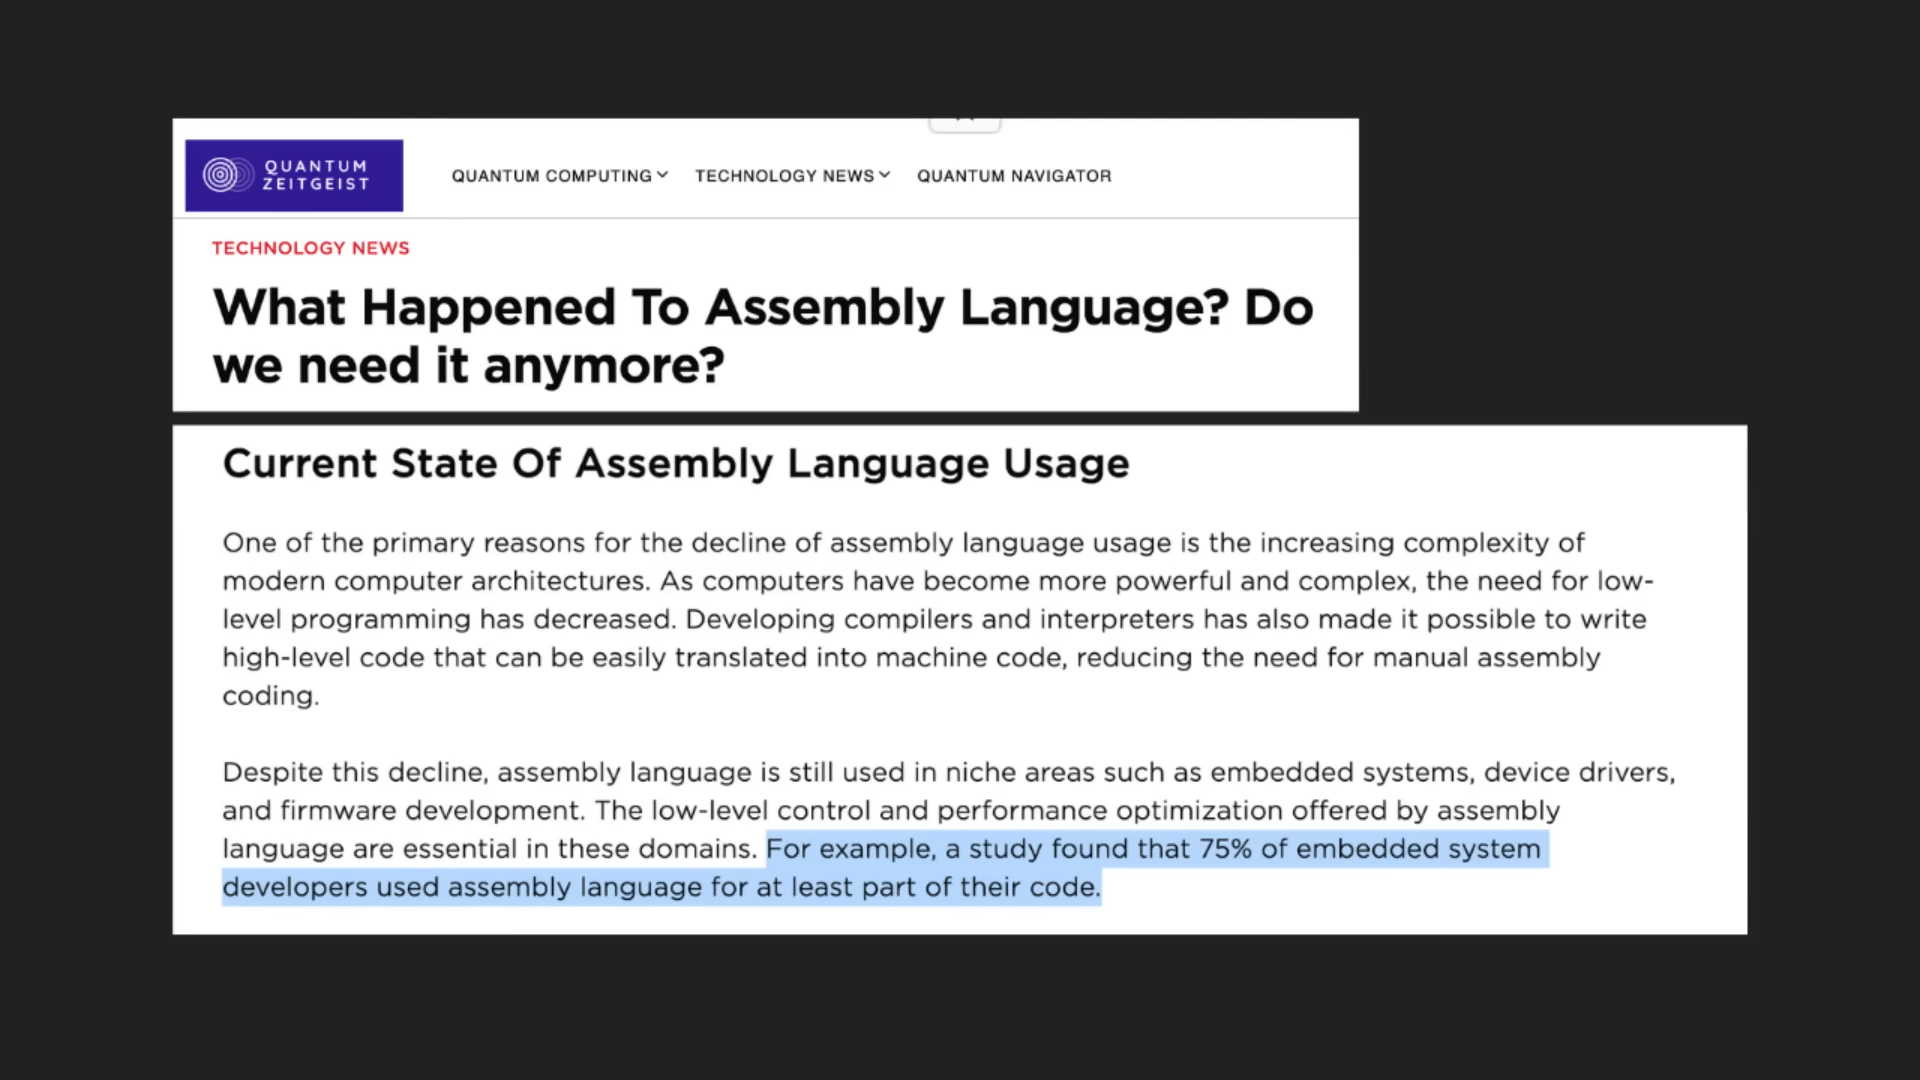 QUANTUM
ZEITGEIST
QUANTUM COMPUTING TECHNOLOGY NEWS QUANTUM NAVIGATOR
TECHNOLOGY NEWS
What Happened To Assembly Language? Do
we need it anymore?
Current State Of Assembly Language Usage
One of the primary reasons for the decline of assembly language usage is the increasing complexity of
modern computer architectures. As computers have become more powerful and complex, the need for low-
level programming has decreased. Developing compilers and interpreters has also made it possible to write
high-level code that can be easily translated into machine code, reducing the need for manual assembly
coding.
Despite this decline, assembly language is still used in niche areas such as embedded systems, device drivers,
and firmware development. The low-level control and performance optimization offered by assembly
language are essential in these domains. For example, a study found that 75% of embedded system
developers used assembly language for at least part of their code.